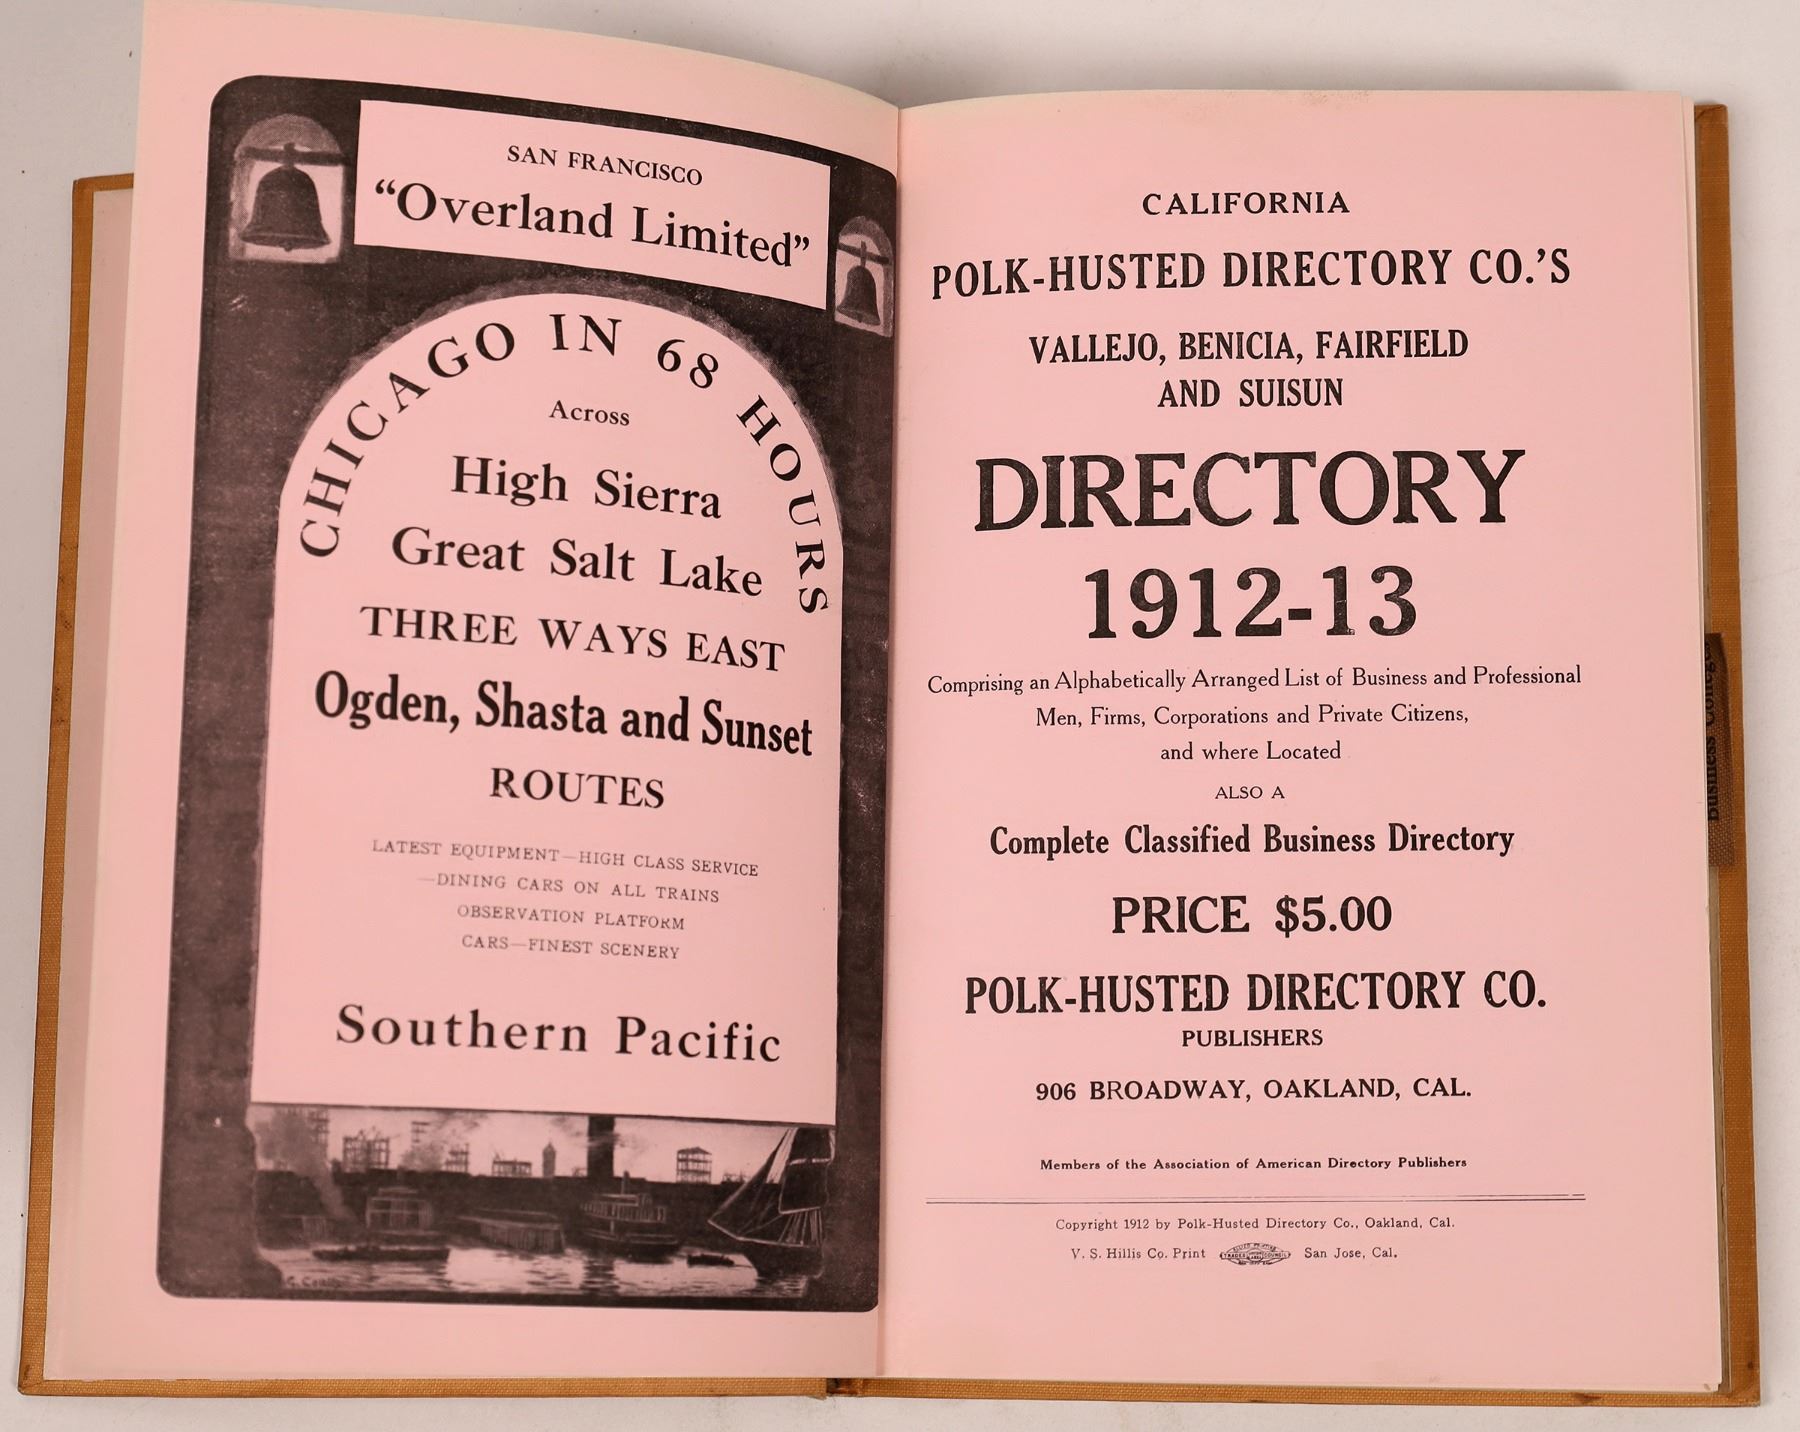 SAN FRANCISCO
"Overland Limited"
CHICAGO IN 68 HOURS
Across
High Sierra
Great Salt Lake
THREE WAYS EAST
Ogden, Shasta and Sunset
ROUTES
LATEST EQUIPMENT—HIGH CLASS SERVICE
—DINING CARS ON ALL TRAINS
OBSERVATION PLATFORM
CARS—FINEST SCENERY
Southern Pacific
CALIFORNIA
POLK-HUSTED DIRECTORY CO.'S
VALLEJO, BENICIA, FAIRFIELD
AND SUISUN
DIRECTORY
1912-13
Comprising an Alphabetically Arranged List of Business and Professional
Men, Firms, Corporations and Private Citizens,
and where Located
ALSO A
Complete Classified Business Directory
PRICE $5.00
POLK-HUSTED DIRECTORY CO.
PUBLISHERS
906 BROADWAY, OAKLAND, CAL.
Members of the Association of American Directory Publishers
Copyright 1912 by Polk-Husted Directory Co., Oakland, Cal.
V. S. Hillis Co. Print San Jose, Cal.
Business Colleges